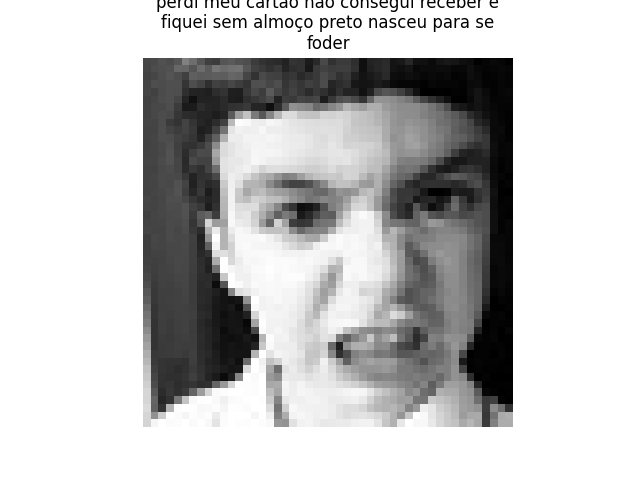 perdi meu cartão não consegui receber e
fiquei sem almoço preto nasceu para se
foder